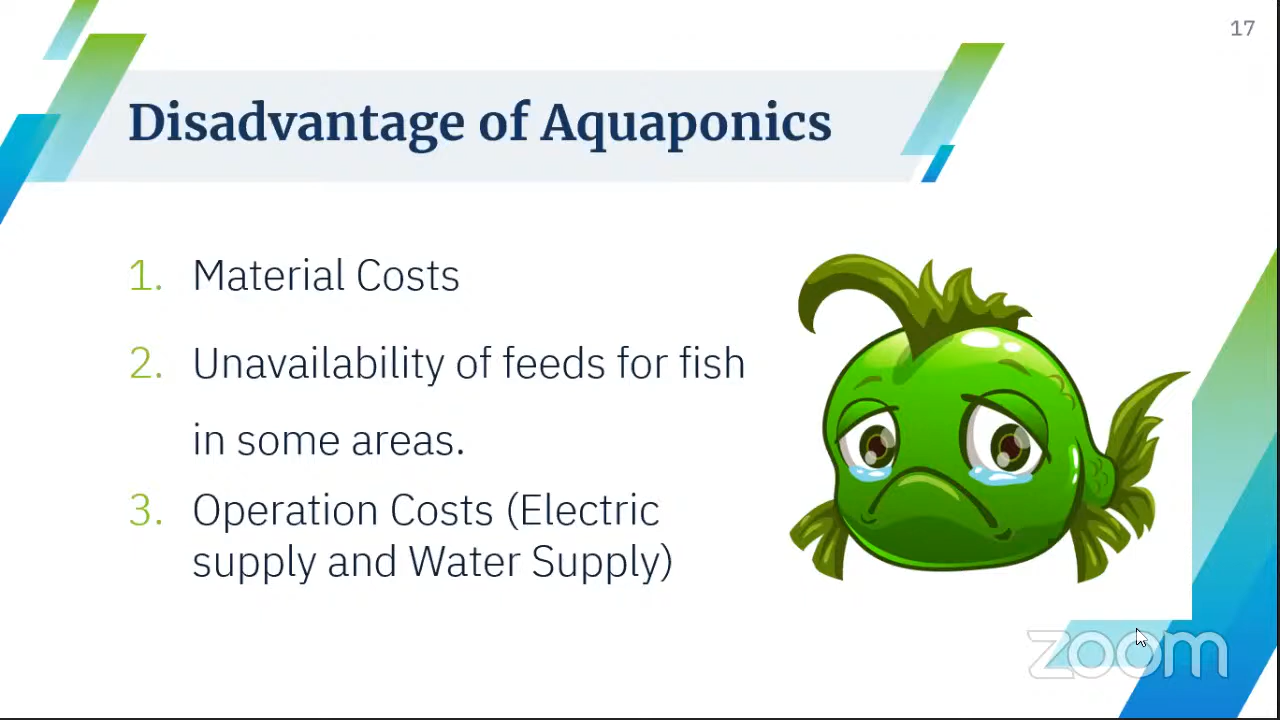 17
Disadvantage of Aquaponics
1. Material Costs
2. Unavailability of feeds for fish
in some areas.
3. Operation Costs (Electric
supply and Water Supply)
zoom